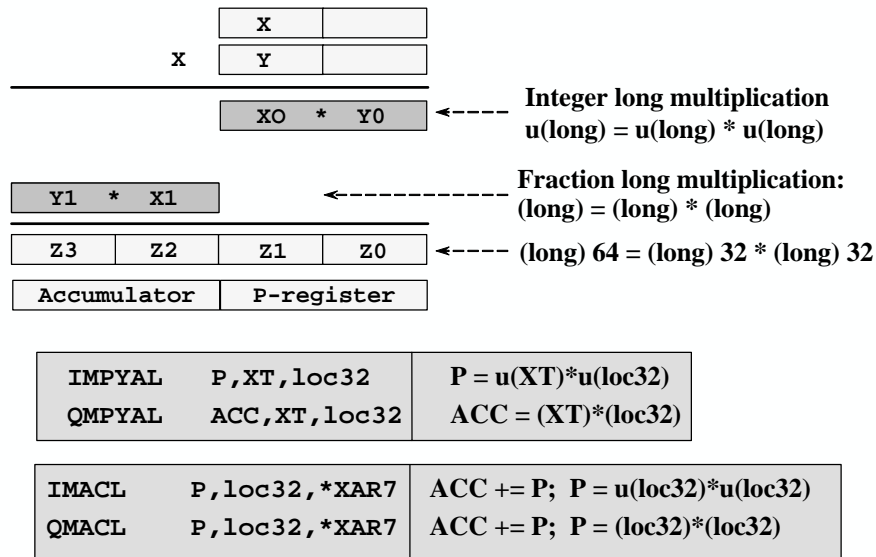 X
X Y
XO * Y0
Integer long multiplication
u(long) = u(long) * u(long)
Y1 * X1
Fraction long multiplication:
(long) = (long) * (long)
Z3 Z2 Z1 Z0
(long) 64 = (long) 32 * (long) 32
Accumulator P-register
IMPYAL P,XT,loc32 P = u(XT)*u(loc32)
QMPYAL ACC,XT,loc32 ACC = (XT)*(loc32)
IMACL P,loc32,*XAR7 ACC += P; P = u(loc32)*u(loc32)
QMACL P,loc32,*XAR7 ACC += P; P = (loc32)*(loc32)